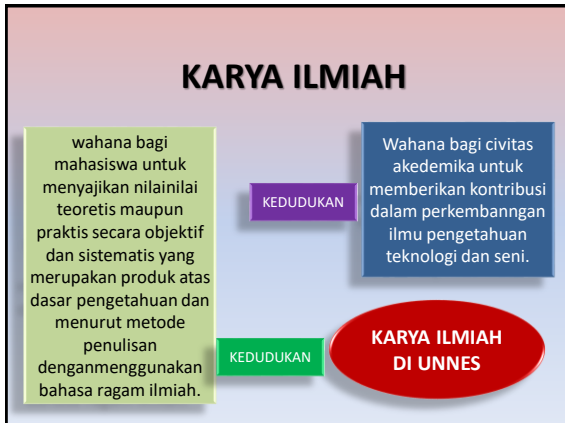 KARYA ILMIAH
wahana bagi
mahasiswa untuk
menyajikan nilainilai
teoretis maupun
praktis secara objektif
dan sistematis yang
merupakan produk atas
dasar pengetahuan dan
menurut metode
penulisan
denganmenggunakan
bahasa ragam ilmiah.
KEDUDUKAN
Wahana bagi civitas
akedemika untuk
memberikan kontribusi
dalam perkembanngan
ilmu pengetahuan
teknologi dan seni.
KEDUDUKAN
KARYA ILMIAH
DI UNNES